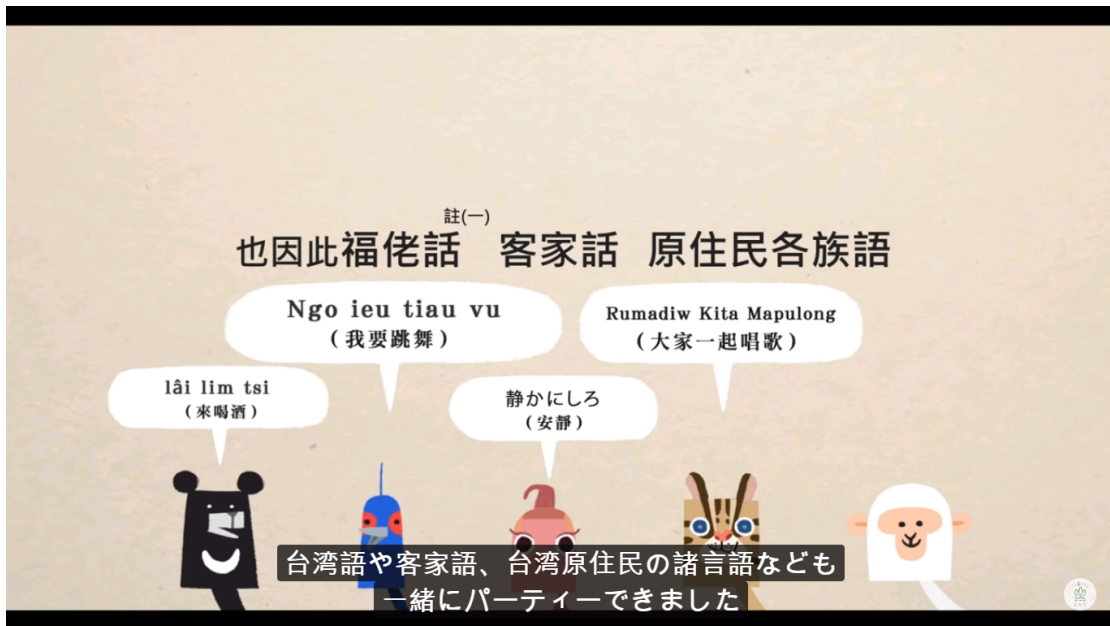 註(一)
也因此福佬話 客家話 原住民各族語
Ngo ieu tiau vu
(我要跳舞)
Rumadiw Kita Mapulong
(大家一起唱歌)
lâi lim tsi
(來喝酒)
静かにしろ
(安靜)
台湾語や客家語、台湾原住民の諸言語なども
一緒にパーティーできました